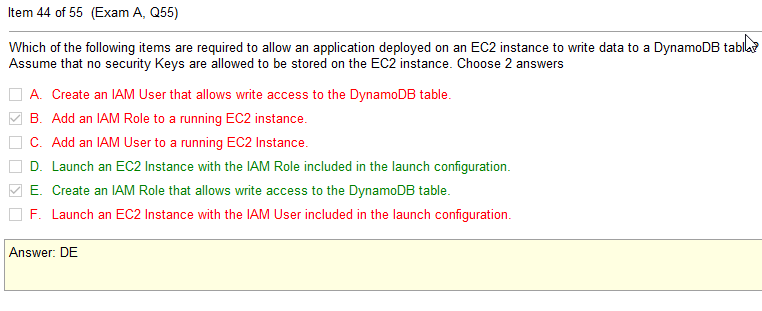 Item 44 of 55 (Exam A, Q55)
Which of the following items are required to allow an application deployed on an EC2 instance to write data to a DynamoDB table?
Assume that no security Keys are allowed to be stored on the EC2 instance. Choose 2 answers
A. Create an IAM User that allows write access to the DynamoDB table.
B. Add an IAM Role to a running EC2 instance.
C. Add an IAM User to a running EC2 Instance.
D. Launch an EC2 Instance with the IAM Role included in the launch configuration.
E. Create an IAM Role that allows write access to the DynamoDB table.
F. Launch an EC2 Instance with the IAM User included in the launch configuration.
Answer: DE